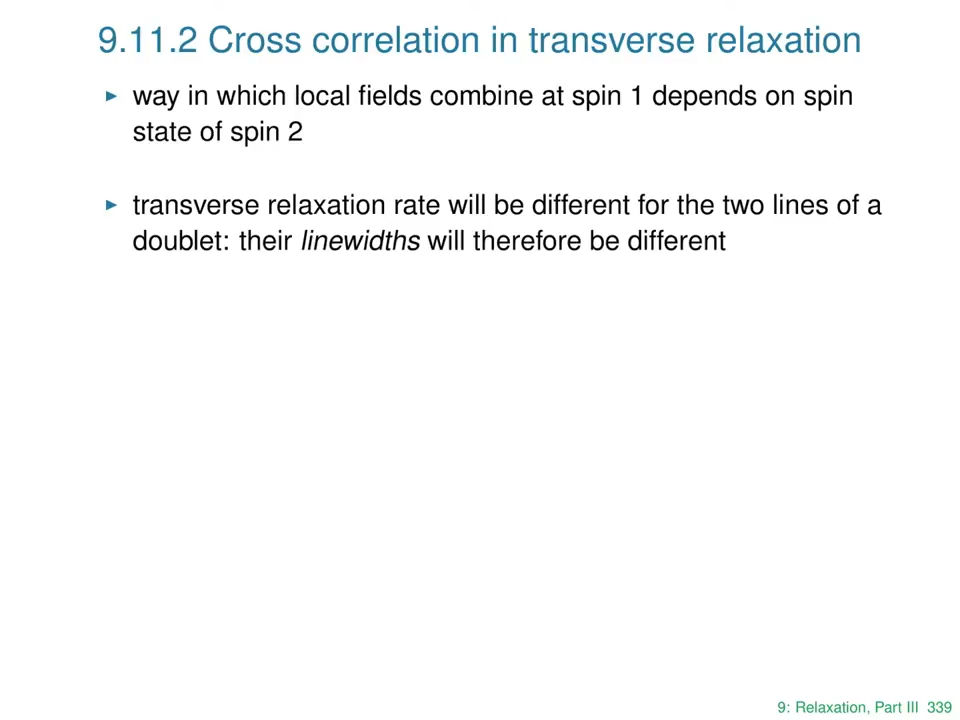 9.11.2 Cross correlation in transverse relaxation
▶ way in which local fields combine at spin 1 depends on spin
state of spin 2
▶ transverse relaxation rate will be different for the two lines of a
doublet: their linewidths will therefore be different
9: Relaxation, Part III 339